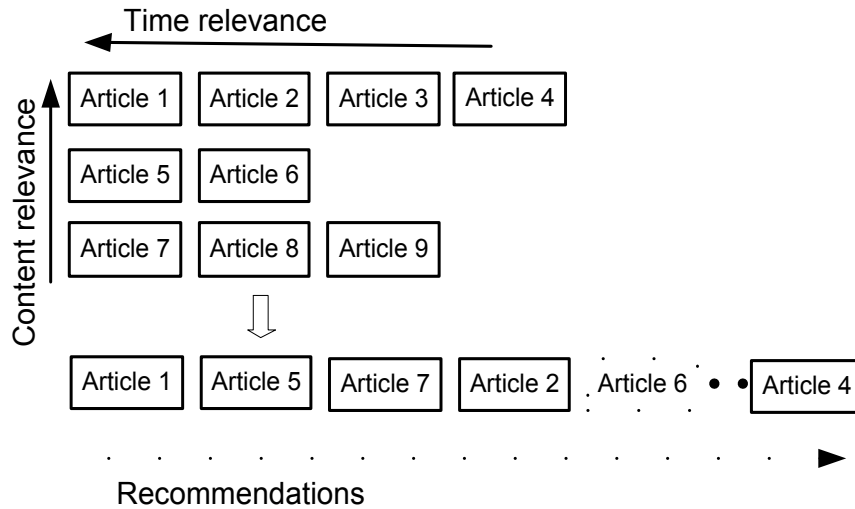 Time relevance
Content relevance
Article 1 Article 2 Article 3 Article 4
Article 5 Article 6
Article 7 Article 8 Article 9
Article 1 Article 5 Article 7 Article 2 Article 6 • • Article 4
Recommendations